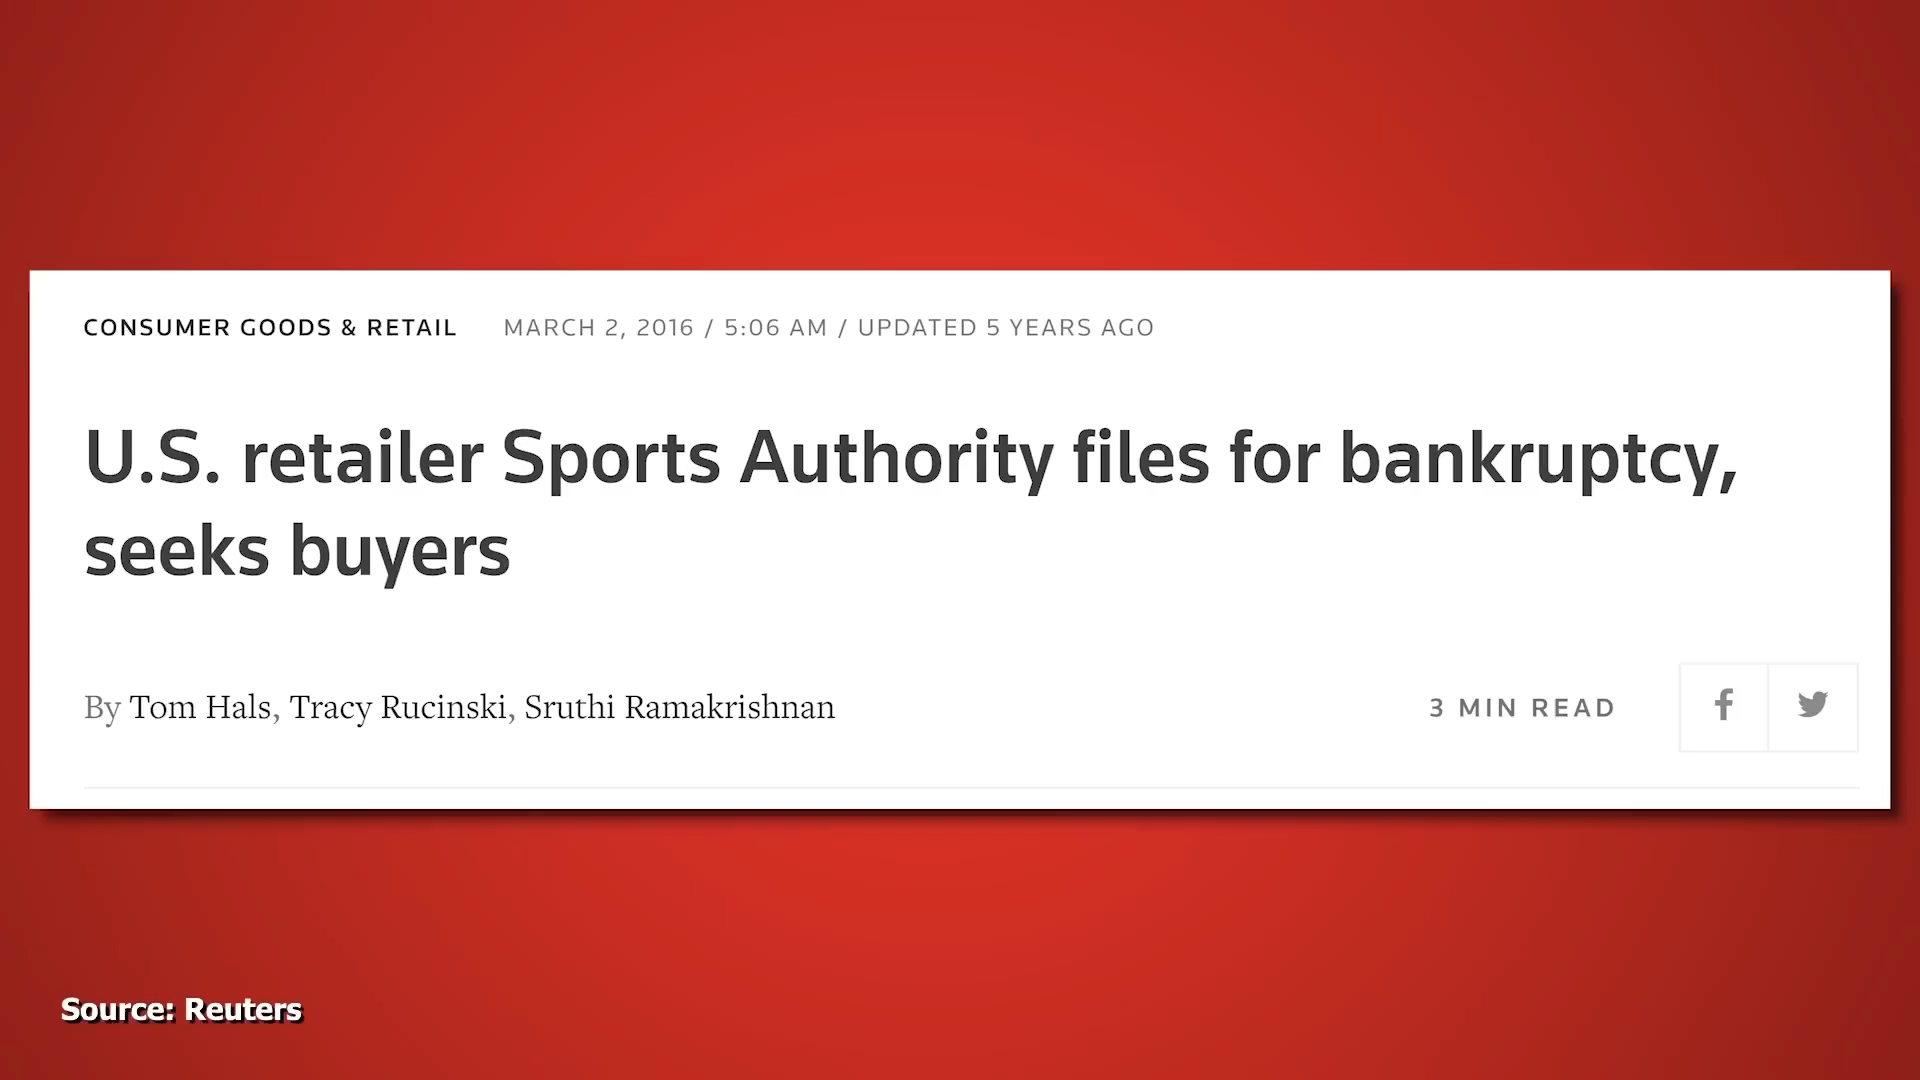 CONSUMER GOODS & RETAIL MARCH 2, 2016 / 5:06 AM / UPDATED 5 YEARS AGO
U.S. retailer Sports Authority files for bankruptcy,
seeks buyers
By Tom Hals, Tracy Rucinski, Sruthi Ramakrishnan 3 MIN READ
Source: Reuters